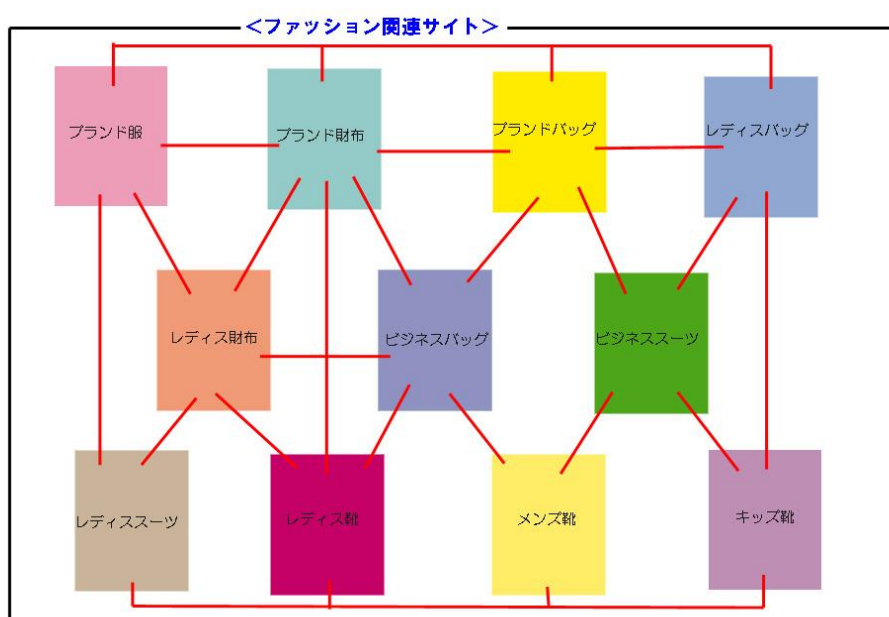 ＜ファッション関連サイト＞
ブランド服
ブランド財布
ブランドバッグ
レディスバッグ
レディス財布
ビジネスバッグ
ビジネススーツ
レディススーツ
レディス靴
メンズ靴
キッズ靴